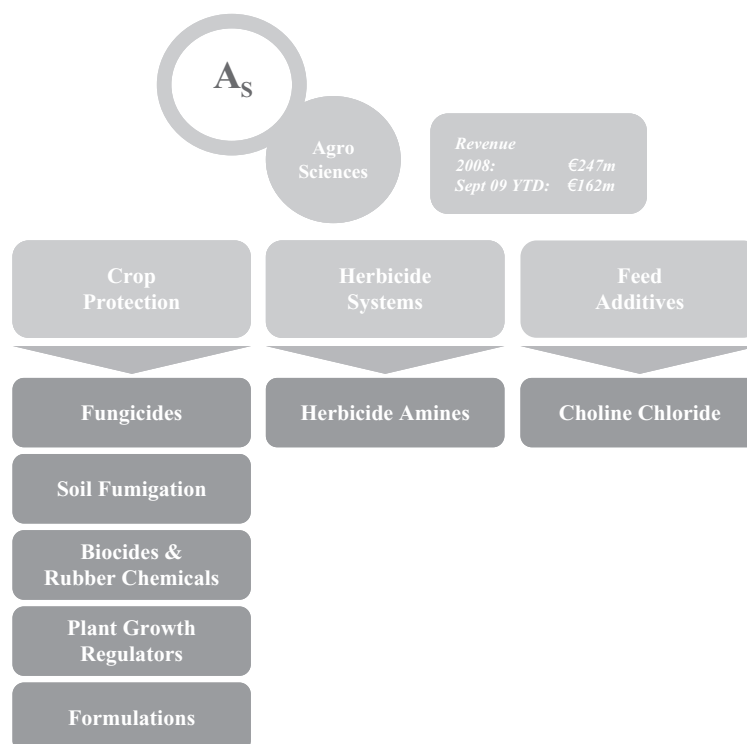 As
Agro
Sciences
Revenue
2008: €247m
Sept 09 YTD: €162m
Crop
Protection
Herbicide
Systems
Feed
Additives
Fungicides
Herbicide Amines
Choline Chloride
Soil Fumigation
Biocides &
Rubber Chemicals
Plant Growth
Regulators
Formulations